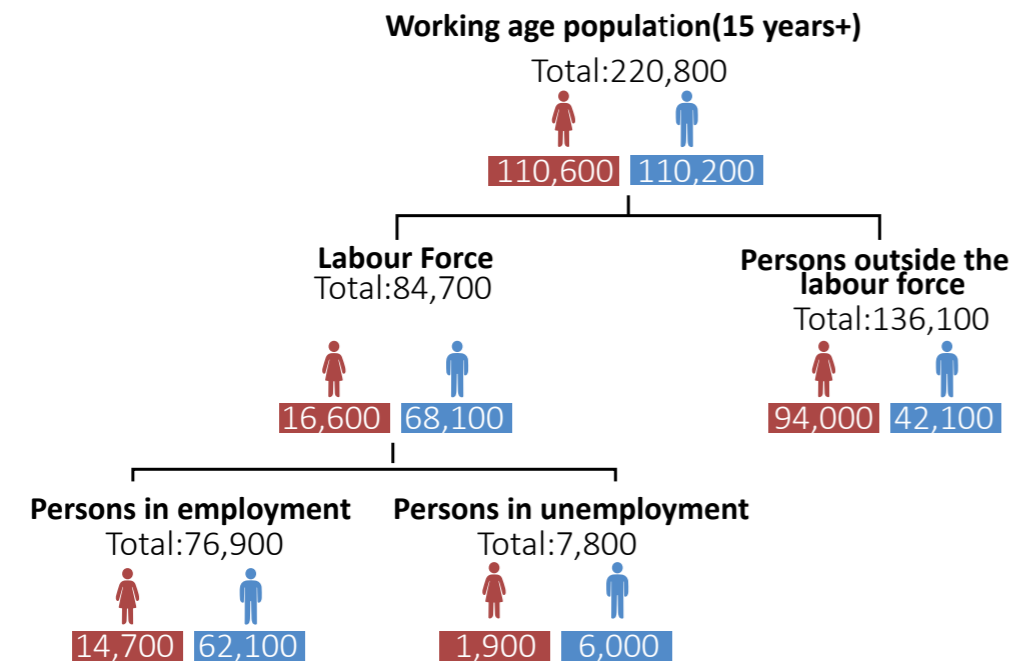 Working age population(15 years+)
Total:220,800
110,600 110,200
Labour Force
Total:84,700
Persons outside the
labour force
Total:136,100
16,600 68,100
94,000 42,100
Persons in employment
Total:76,900
Persons in unemployment
Total:7,800
14,700 62,100
1,900 6,000